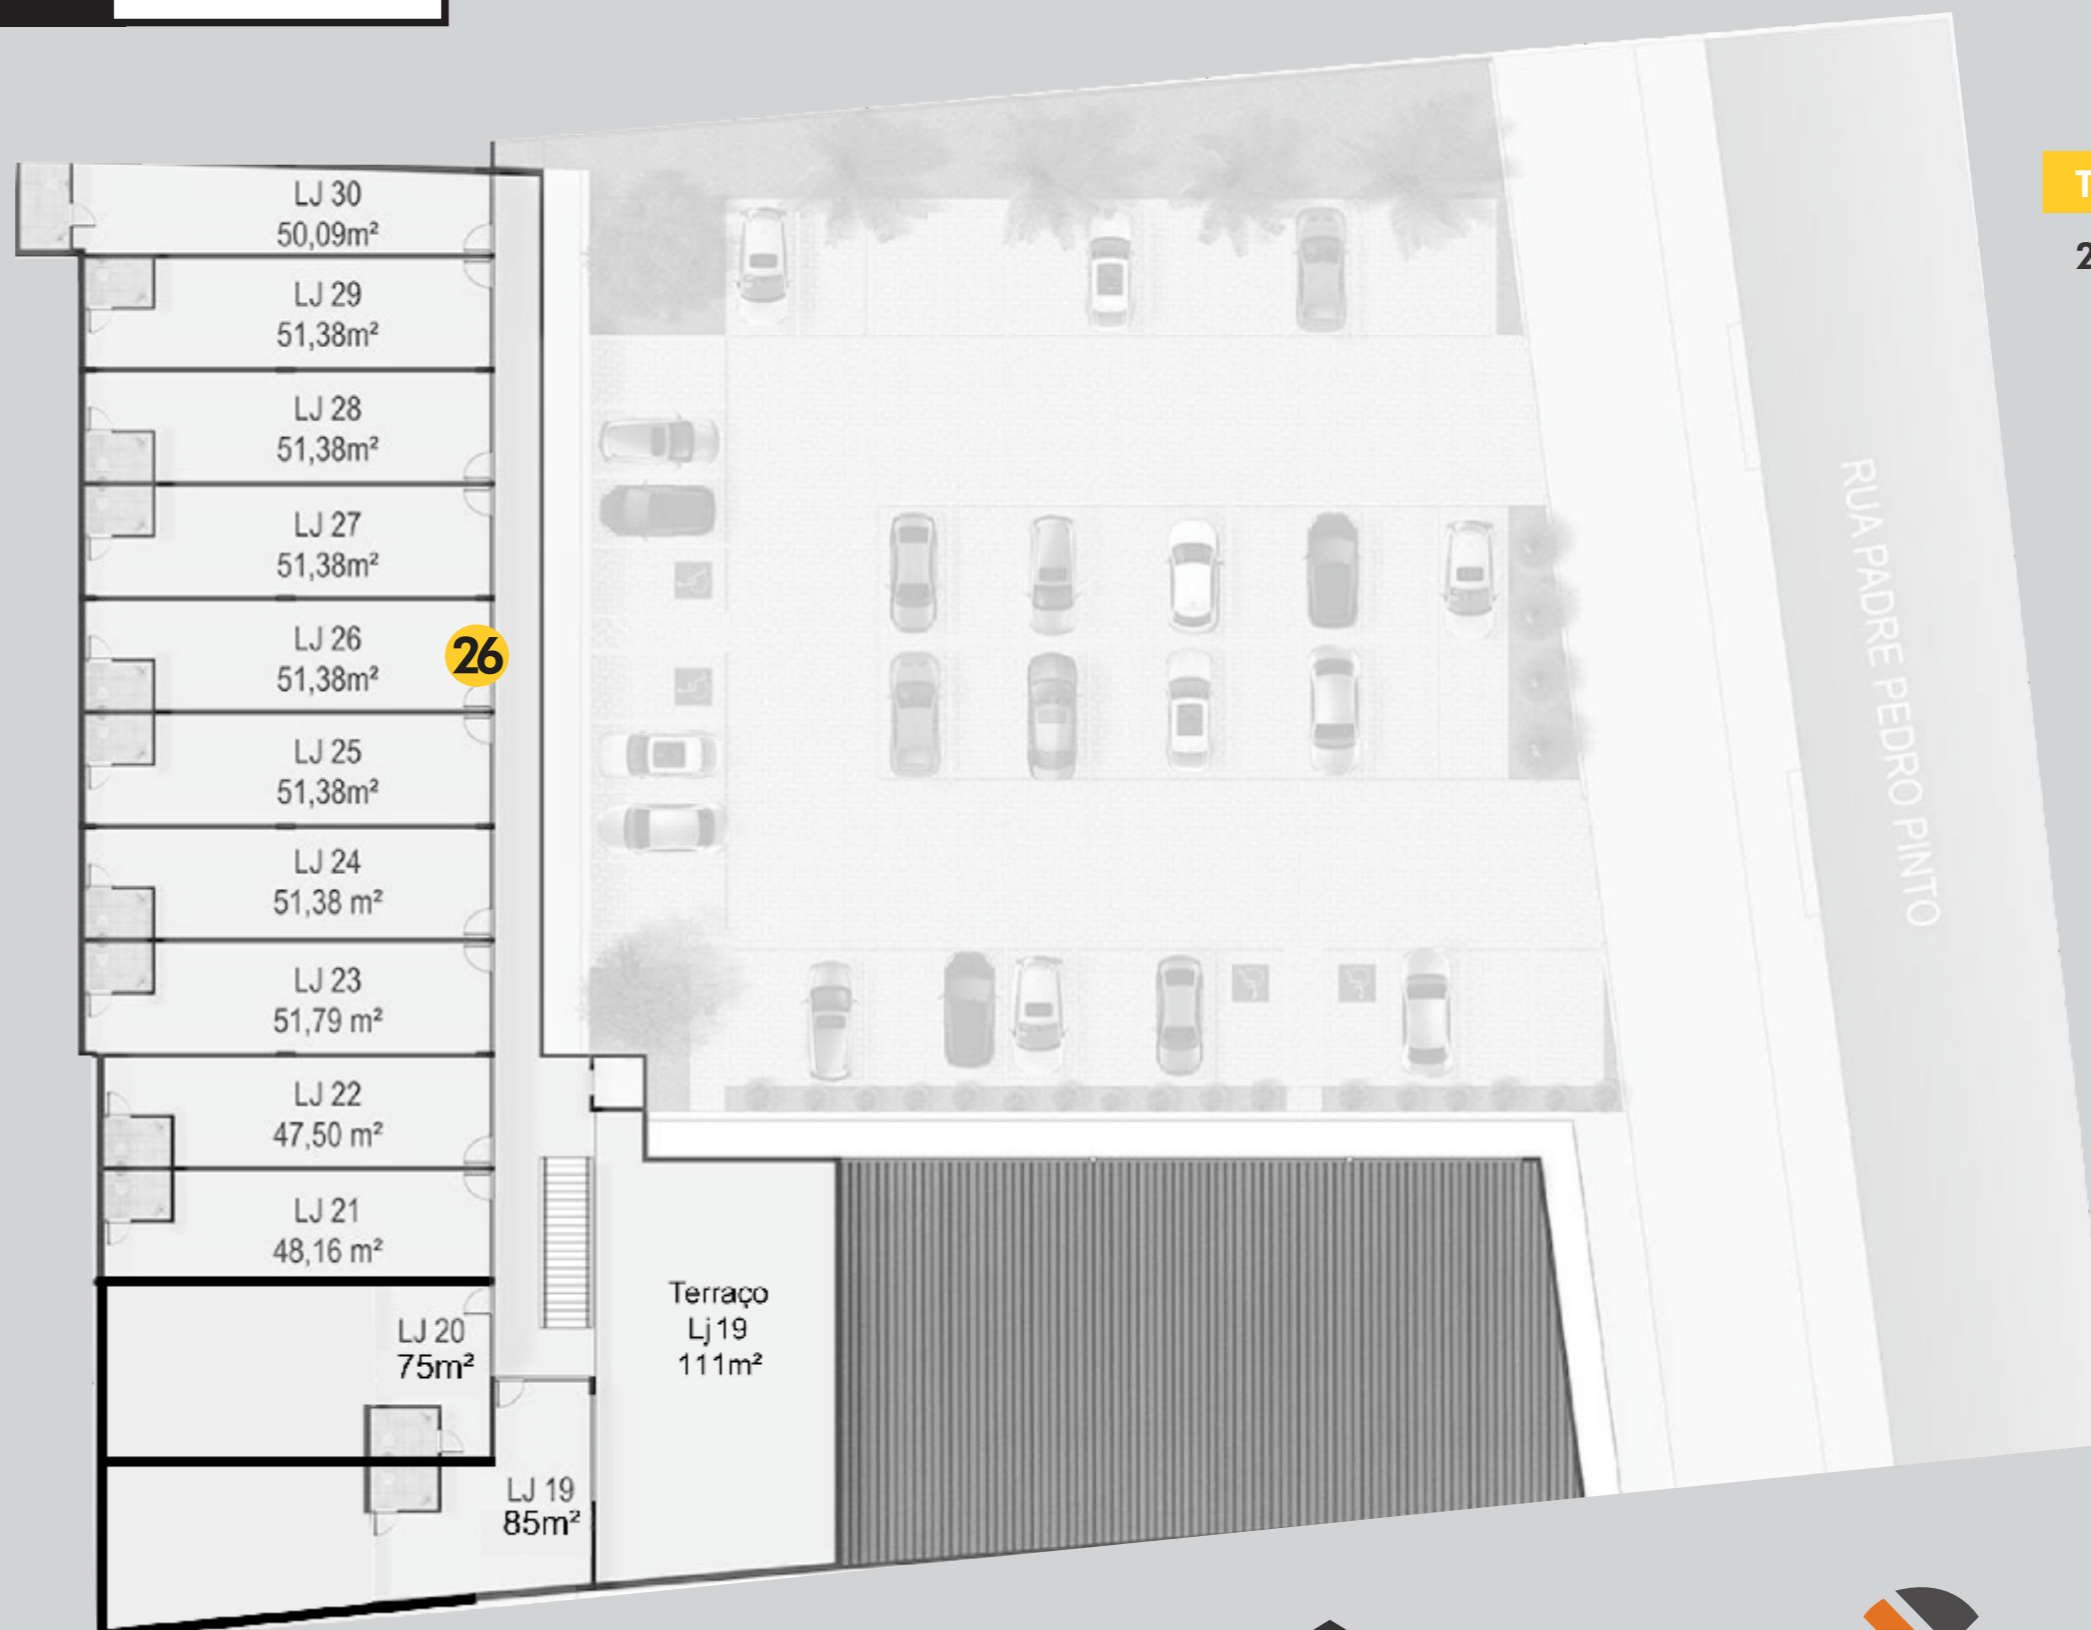 T
2
LJ 30
50,09m²
LJ 29
51,38m²
LJ 28
51,38m²
LJ 27
51,38m²
LJ 26
51,38m²
26
LJ 25
51,38m²
LJ 24
51,38 m²
LJ 23
51,79 m²
LJ 22
47,50 m²
LJ 21
48,16 m²
LJ 20
75m²
LJ 19
85m²
Terraço
Lj 19
111m²
RUA PADRE PEDRO PINTO